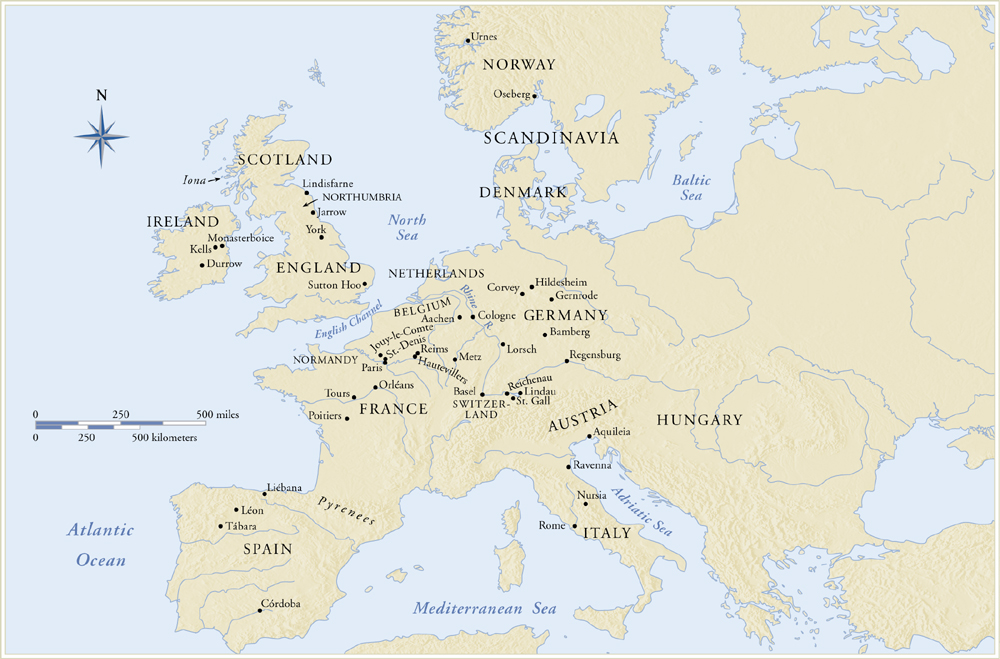 Urnes
NORWAY
N
Oseberg
SCANDINAVIA
SCOTLAND
Iona
Lindisfarne
NORTHUMBRIA
DENMARK
Baltic
Sea
Jarrow
IRELAND
North
Sea
York
Monasterboice
Kells
Durrow
ENGLAND
Sutton Hoo
NETHERLANDS
Rhine R.
Corvey
Hildesheim
Gernrode
English Channel
BELGIUM
Aachen
Cologne
GERMANY
Bamberg
Jouy-le-Comte
St.-Denis
Reims
Lorsch
NORMANDY
Paris
Hautevillers
Metz
Regensburg
Orléans
Tours
Basel
Reichenau
Lindau
St. Gall
SWITZER-
LAND
Poitiers
FRANCE
AUSTRIA
HUNGARY
0 250 500 miles
0 250 500 kilometers
Aquileia
Ravenna
Liébana
Pyrenees
Nursia
Adriatic Sea
Léon
Tábara
Rome
ITALY
Atlantic
Ocean
SPAIN
Córdoba
Mediterranean Sea